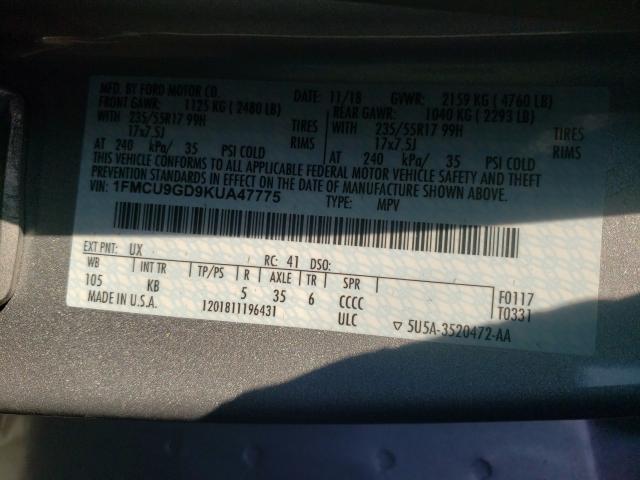 MFD. BY FORD MOTOR CO. DATE: 11/18 GVWR: 2159 KG ( 4760 LB)
FRONT GAWR: 1125 KG ( 2480 LB) REAR GAWR: 1040 KG ( 2293 LB)
WITH 235/55R17 99H TIRES WITH 235/55R17 99H TIRES
17x7.5J RIMS 17x7.5J RIMS
AT 240 kPa/ 35 PSI COLD AT 240 kPa/ 35 PSI COLD
THIS VEHICLE CONFORMS TO ALL APPLICABLE FEDERAL MOTOR VEHICLE SAFETY AND THEFT
PREVENTION STANDARDS IN EFFECT ON THE DATE OF MANUFACTURE SHOWN ABOVE.
VIN: 1FMCU9GD9KUA47775 TYPE: MPV
EXT PNT: UX RC: 41 DSO:
WB INT TR TP/PS R AXLE TR SPR
105 KB 5 35 6 CCCC
F0117
T0331
MADE IN U.S.A. 1201811196431 ULC ▽ 5U5A-3520472-AA